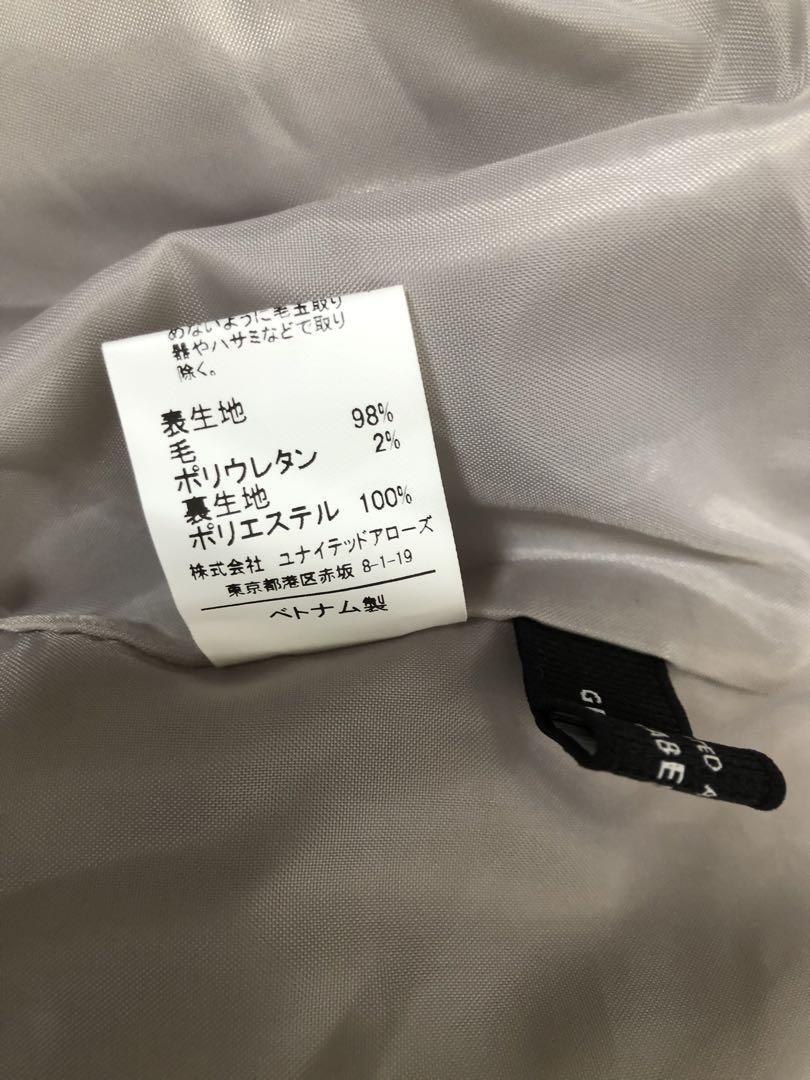 めないように毛玉取り
器やハサミなどで取り
除く。
表生地
毛 98%
ポリウレタン 2%
裏生地
ポリエステル 100%
株式会社 ユナイテッドアローズ
東京都港区赤坂 8-1-19
ベトナム製